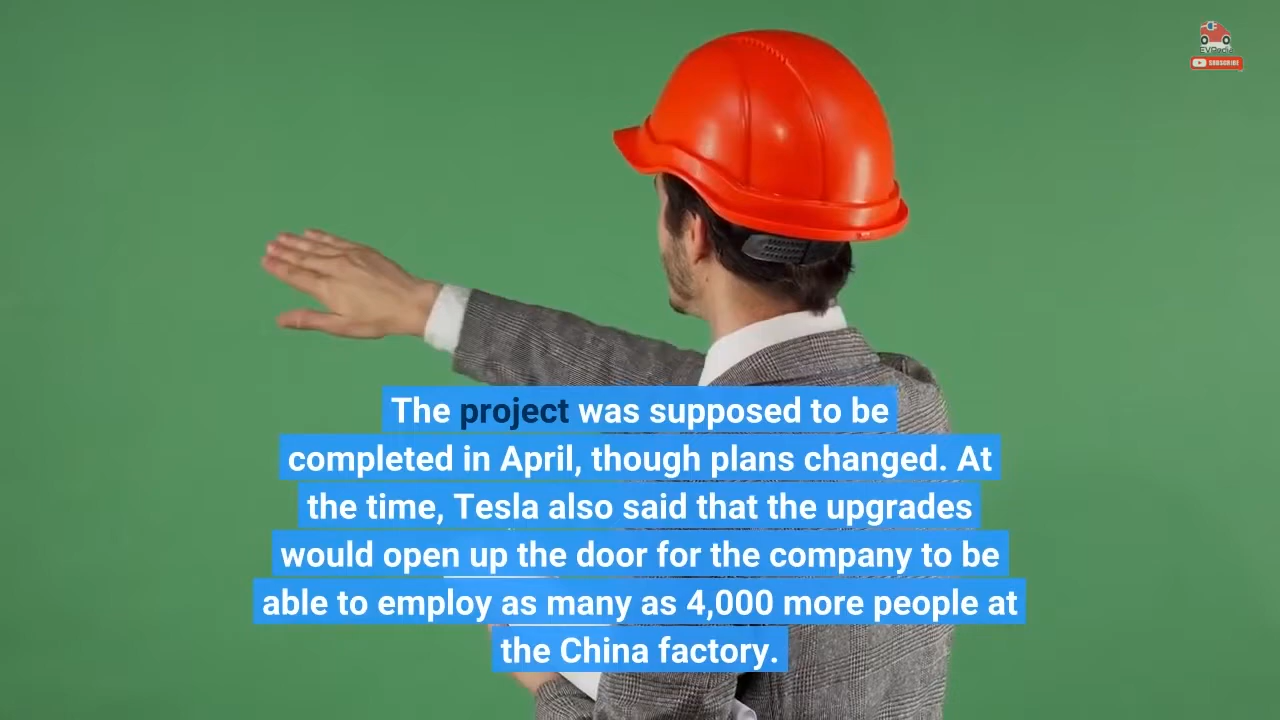 EVPedia
SUBSCRIBE
The project was supposed to be
completed in April, though plans changed. At
the time, Tesla also said that the upgrades
would open up the door for the company to be
able to employ as many as 4,000 more people at
the China factory.